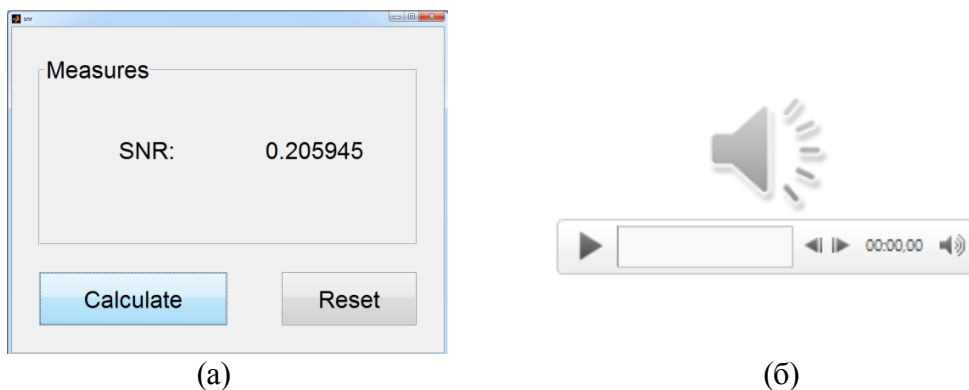 SNR
Measures
SNR: 0.205945
Calculate Reset
00:00,00
(а) (б)